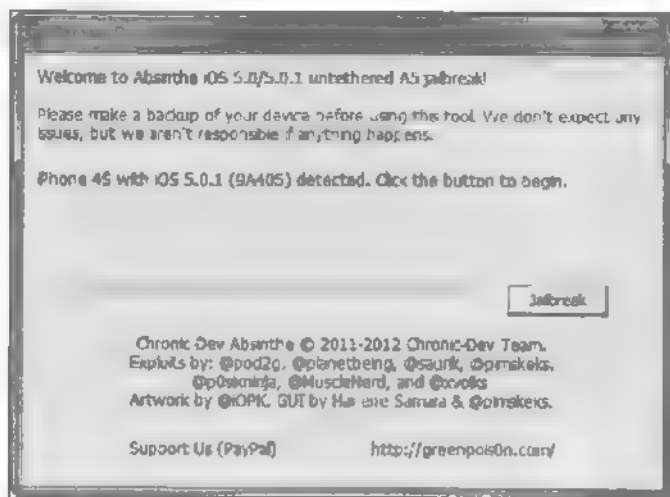 Welcome to Absinthe iOS 5.0/5.0.1 untethered A5 jailbreak!
Please make a backup of your device before using this tool. We don't expect any
issues, but we aren't responsible if anything happens.
iPhone 4S with iOS 5.0.1 (9A405) detected. Click the button to begin.
Jailbreak
Chronic-Dev Absinthe © 2011-2012 Chronic-Dev Team.
Exploits by: @pod2g, @planetbeing, @saurik, @pimskeks,
@p0sixninja, @MuscleNerd, and @xvolks
Artwork by @iOPK. GUI by Hanene Samara & @pimskeks.
Support Us (PayPal)
http://greenpois0n.com/